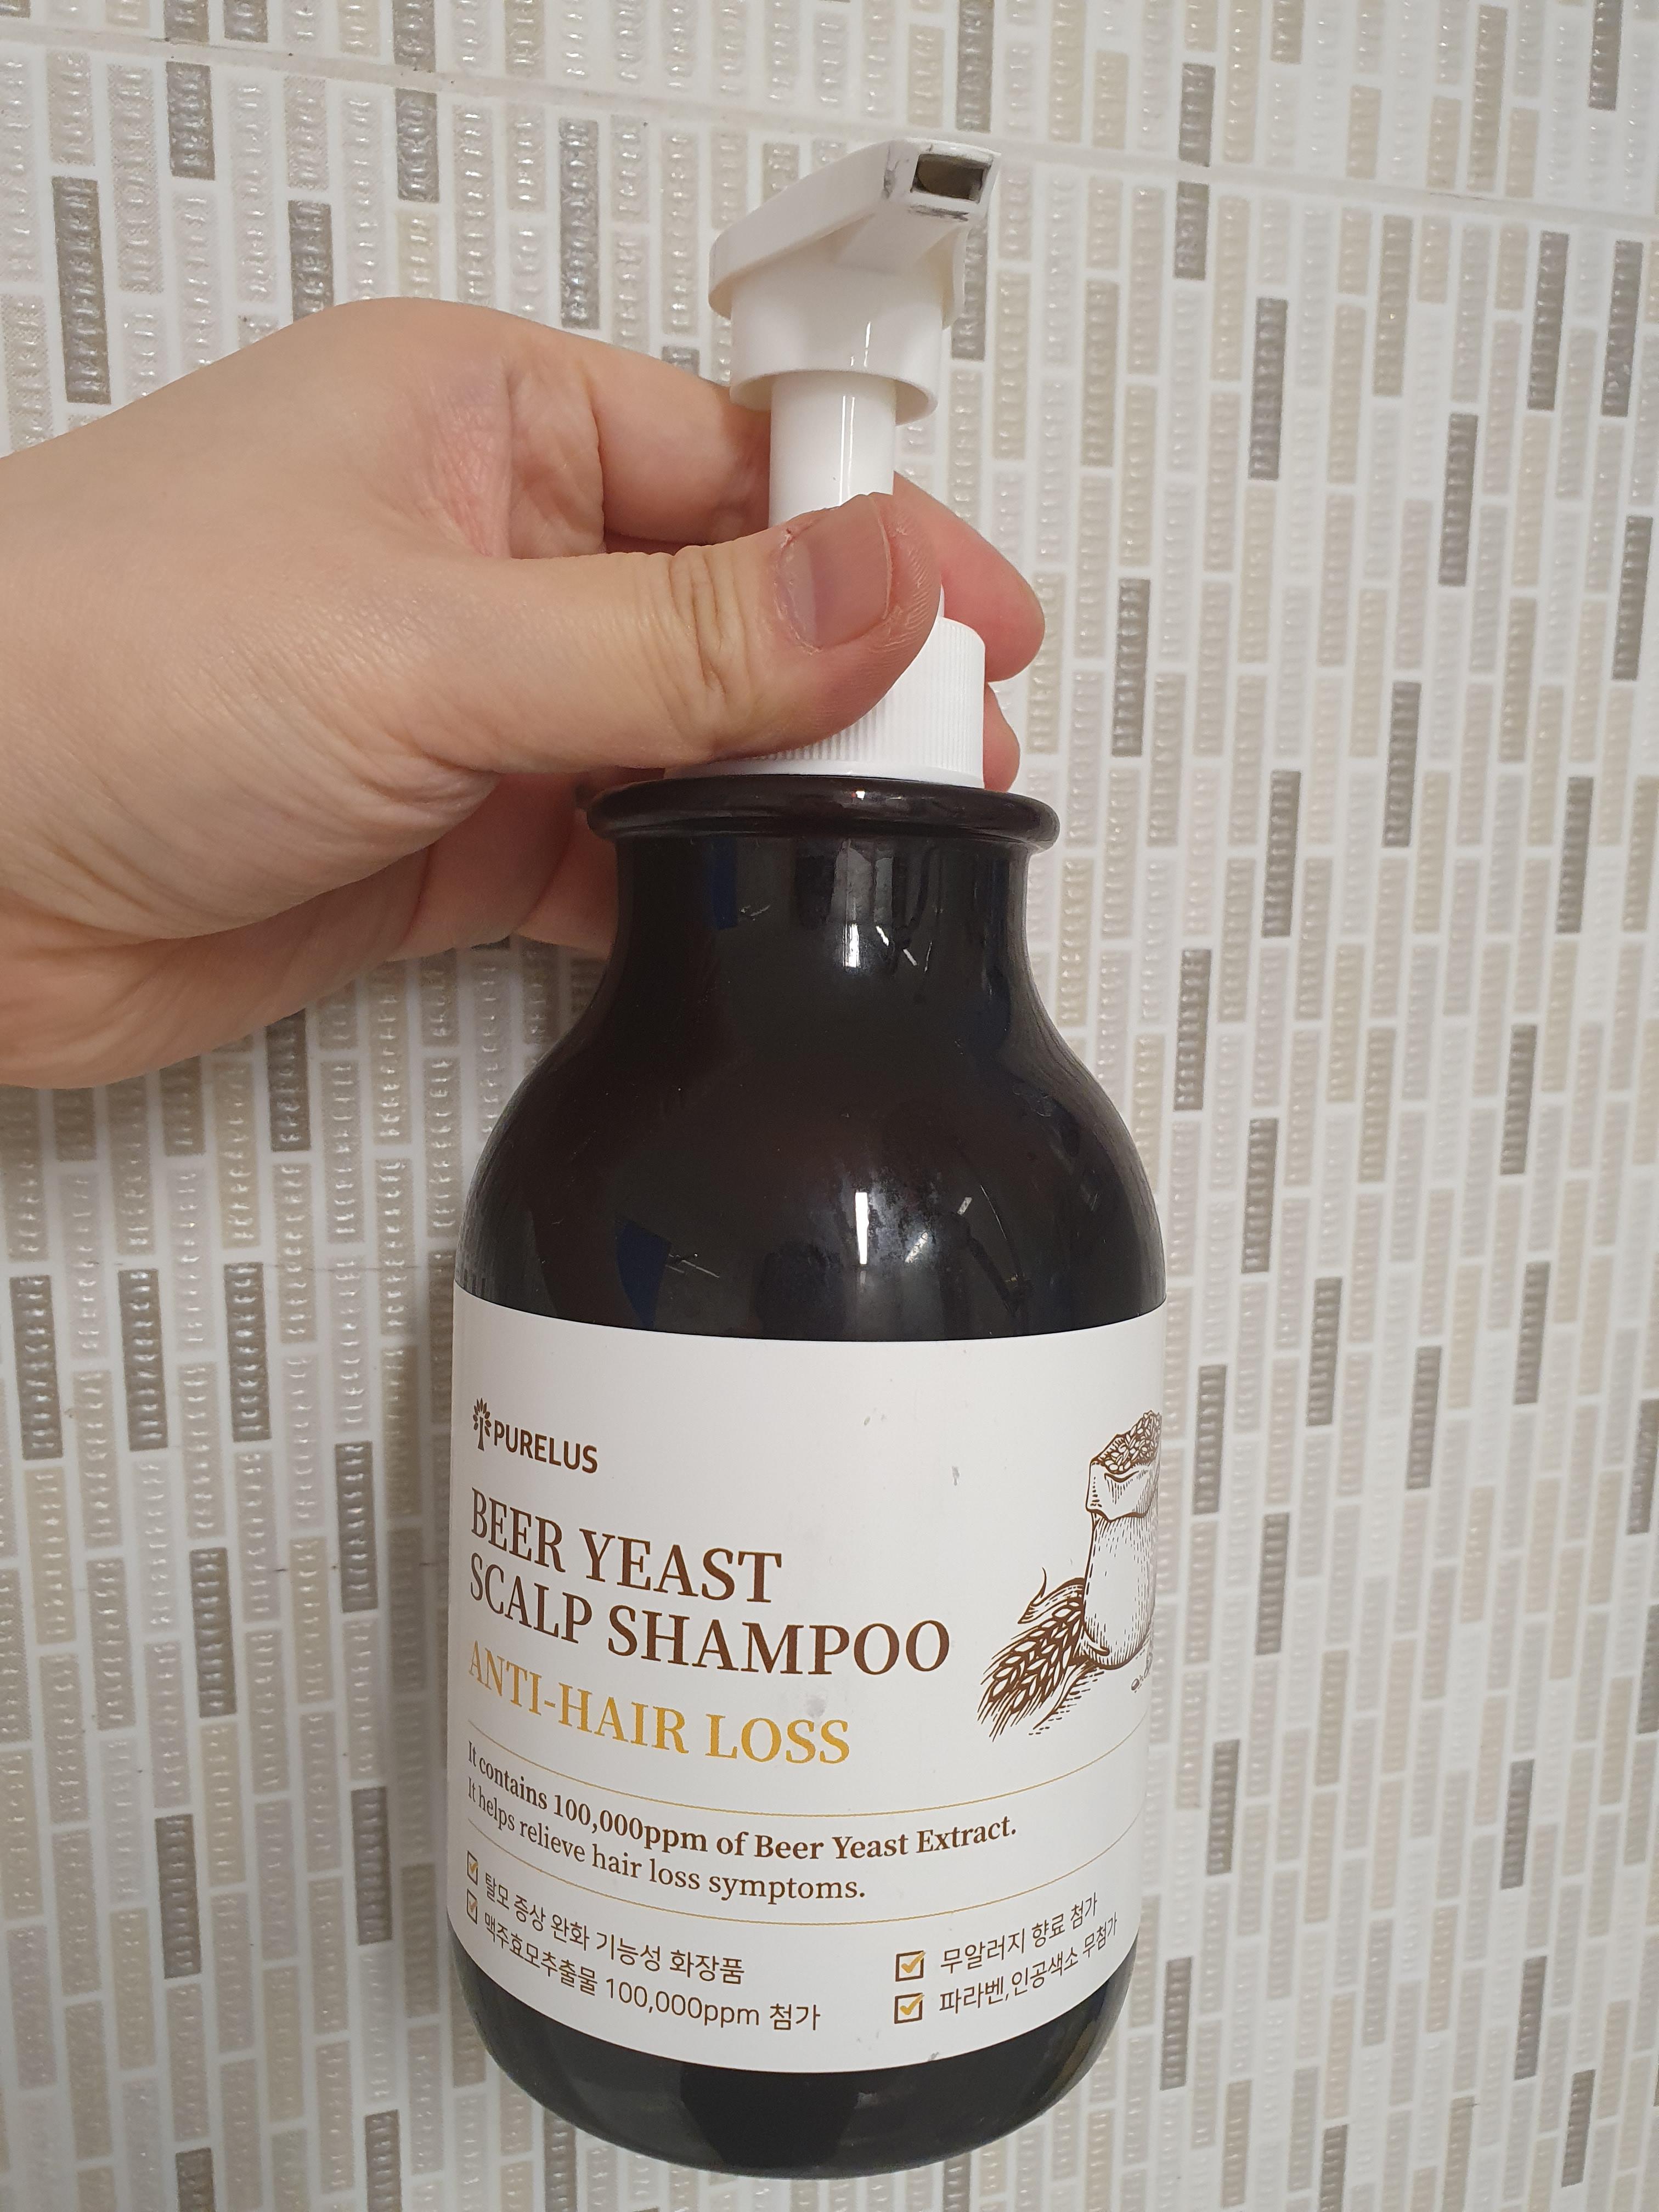 PURELUS
BEER YEAST
SCALP SHAMPOO
ANTI-HAIR LOSS
It contains 100,000ppm of Beer Yeast Extract.
It helps relieve hair loss symptoms.
탈모 증상 완화 기능성 화장품
맥주효모추출물 100,000ppm 첨가
무알러지 향료 첨가
파라벤,인공색소 무첨가